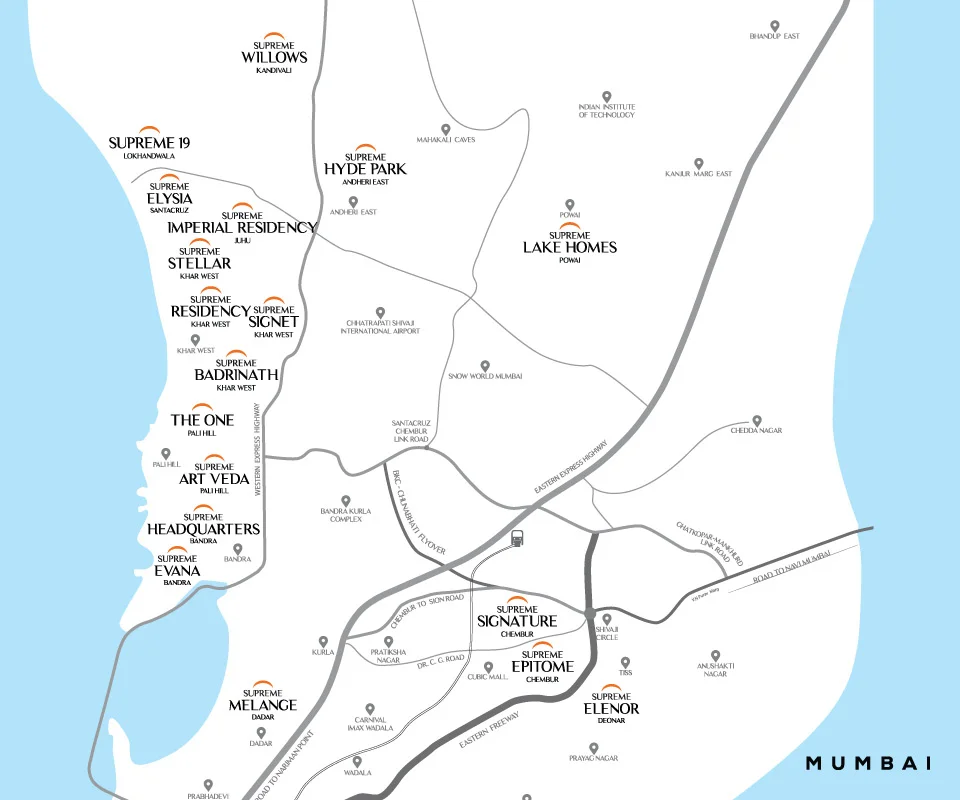 SUPREME
WILLOWS
KANDIVALI
BHANDUP EAST
INDIAN INSTITUTE
OF TECHNOLOGY
MAHAKALI CAVES
SUPREME 19
LOKHANDWALA
SUPREME
HYDE PARK
ANDHERI EAST
KANJUR MARG EAST
SUPREME
ELYSIA
SANTACRUZ
ANDHERI EAST
POWAI
SUPREME
IMPERIAL RESIDENCY
JUHU
SUPREME
LAKE HOMES
POWAI
SUPREME
STELLAR
KHAR WEST
SUPREME
RESIDENCY
KHAR WEST
SUPREME
SIGNET
KHAR WEST
CHHATRAPATI SHIVAJI
INTERNATIONAL AIRPORT
KHAR WEST
SUPREME
BADRINATH
KHAR WEST
SNOW WORLD MUMBAI
THE ONE
PALI HILL
WESTERN EXPRESS HIGHWAY
SANTACRUZ
CHEMBUR
LINK ROAD
CHEDDA NAGAR
PALI HILL
SUPREME
ART VEDA
PALI HILL
EASTERN EXPRESS HIGHWAY
BKC - CHUNABHATI FLYOVER
BANDRA KURLA
COMPLEX
SUPREME
HEADQUARTERS
BANDRA
GHATKOPAR-MANKHURD
LINK ROAD
SUPREME
EVANA
BANDRA
BANDRA
ROAD TO NAVI MUMBAI
VN Purav Marg
CHEMBUR TO SION ROAD
SUPREME
SIGNATURE
CHEMBUR
SHIVAJI
CIRCLE
KURLA
PRATIKSHA
NAGAR
DR. C. G. ROAD
CUBIC MALL
SUPREME
EPITOME
CHEMBUR
TISS
ANUSHAKTI
NAGAR
SUPREME
MELANGE
DADAR
SUPREME
ELENOR
DEONAR
CARNIVAL
IMAX WADALA
EASTERN FREEWAY
DADAR
PRAYAG NAGAR
ROAD TO NARIMAN POINT
WADALA
MUMBAI
PRABHADEVI